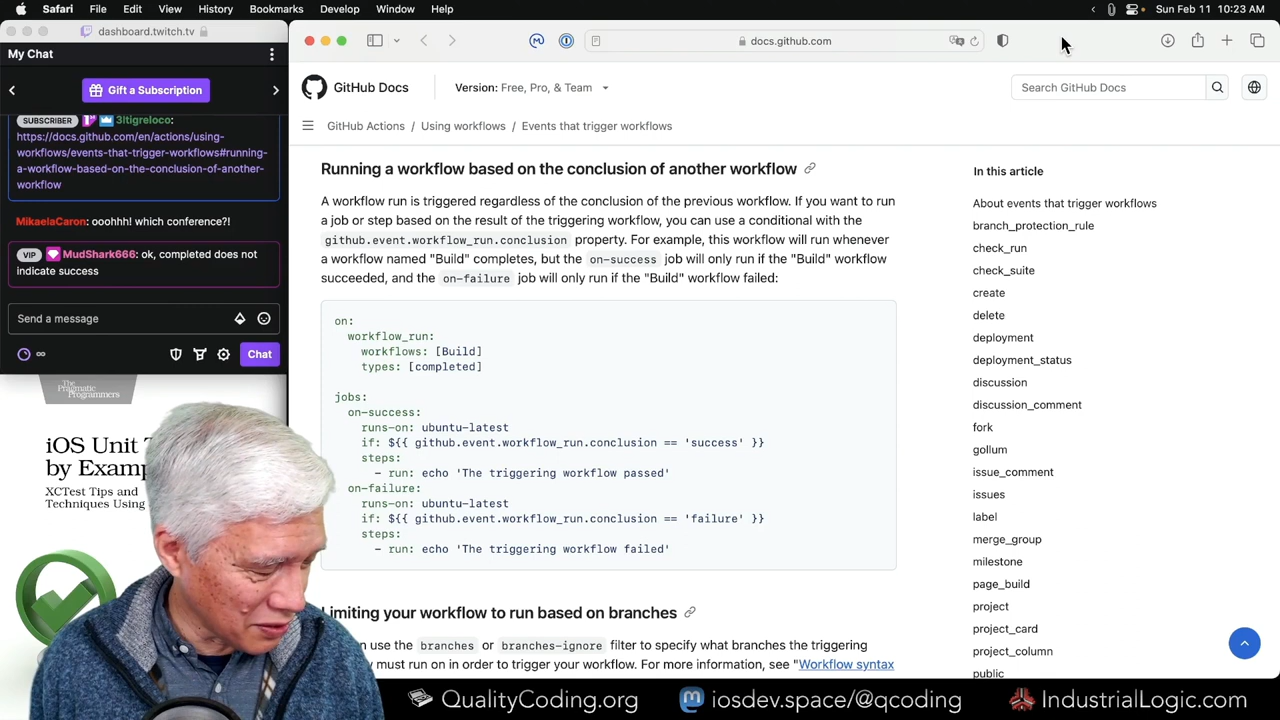 Safari File Edit View History Bookmarks Develop Window Help Sun Feb 11 10:23 AM
dashboard.twitch.tv
docs.github.com
My Chat
Gift a Subscription
SUBSCRIBER 3ltigreloco:
https://docs.github.com/en/actions/using-
workflows/events-that-trigger-workflows#running-
a-workflow-based-on-the-conclusion-of-another-
workflow
MikaelaCaron: ooohhh! which conference?!
VIP MudShark666: ok, completed does not
indicate success
Send a message
Chat
The
Pragmatic
Programmers
iOS Unit T
by Examp
XCTest Tips and
Techniques Using
GitHub Docs
Version: Free, Pro, & Team
Search GitHub Docs
GitHub Actions / Using workflows / Events that trigger workflows
Running a workflow based on the conclusion of another workflow
A workflow run is triggered regardless of the conclusion of the previous workflow. If you want to run
a job or step based on the result of the triggering workflow, you can use a conditional with the
github.event.workflow_run.conclusion property. For example, this workflow will run whenever
a workflow named "Build" completes, but the on-success job will only run if the "Build" workflow
succeeded, and the on-failure job will only run if the "Build" workflow failed:
on:
workflow_run:
workflows: [Build]
types: [completed]
jobs:
on-success:
runs-on: ubuntu-latest
if: ${{ github.event.workflow_run.conclusion == 'success' }}
steps:
- run: echo 'The triggering workflow passed'
on-failure:
runs-on: ubuntu-latest
if: ${{ github.event.workflow_run.conclusion == 'failure' }}
steps:
- run: echo 'The triggering workflow failed'
Limiting your workflow to run based on branches
use the branches or branches-ignore filter to specify what branches the triggering
must run on in order to trigger your workflow. For more information, see "Workflow syntax
In this article
About events that trigger workflows
branch_protection_rule
check_run
check_suite
create
delete
deployment
deployment_status
discussion
discussion_comment
fork
gollum
issue_comment
issues
label
merge_group
milestone
page_build
project
project_card
project_column
public
QualityCoding.org iosdev.space/@qcoding IndustrialLogic.com